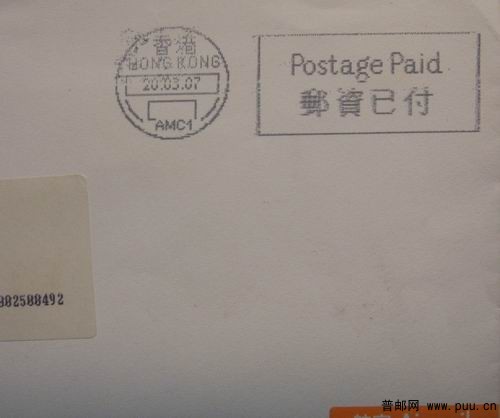 香港
HONG KONG
20.03.07
AMC1
Postage Paid
郵資已付
002500492
普邮网 www.puu.cn